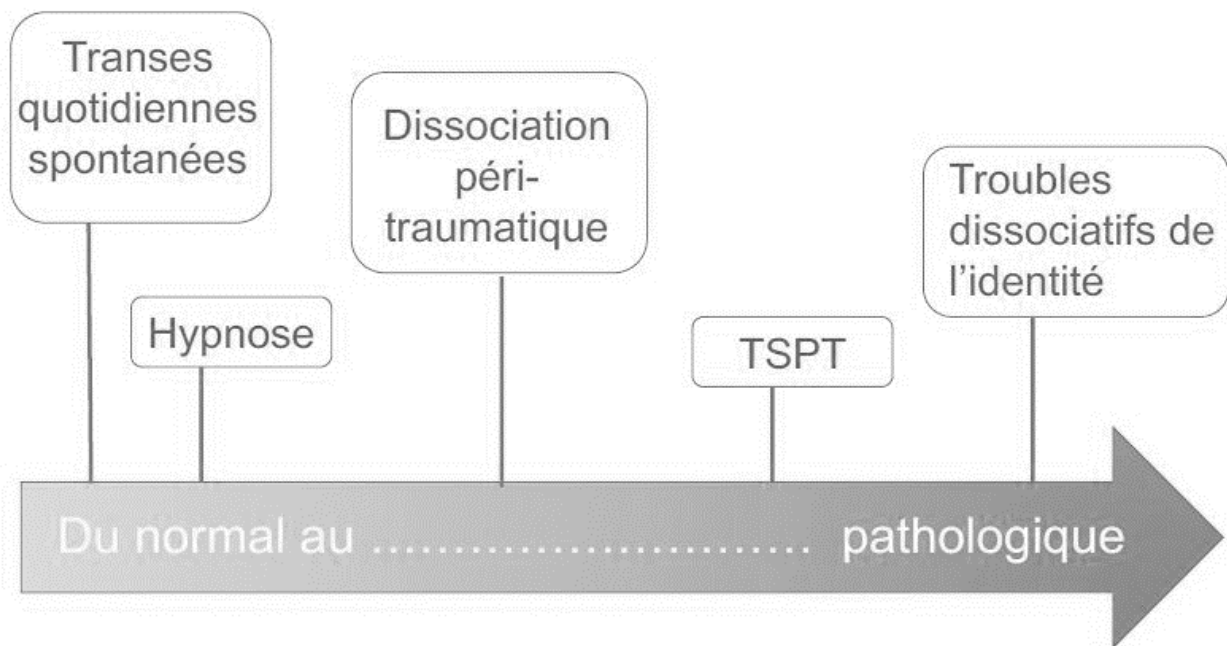 Transes
quotidiennes
spontanées
Hypnose
Dissociation
péri-
traumatique
TSPT
Troubles
dissociatifs de
l’identité
Du normal au .............................. pathologique